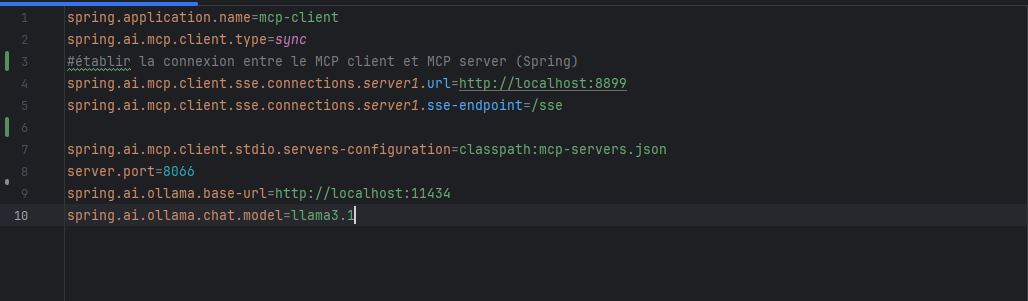 1 spring.application.name=mcp-client
2 spring.ai.mcp.client.type=sync
3 #établir la connexion entre le MCP client et MCP server (Spring)
4 spring.ai.mcp.client.sse.connections.server1.url=http://localhost:8899
5 spring.ai.mcp.client.sse.connections.server1.sse-endpoint=/sse
6
7 spring.ai.mcp.client.stdio.servers-configuration=classpath:mcp-servers.json
8 server.port=8066
9 spring.ai.ollama.base-url=http://localhost:11434
10 spring.ai.ollama.chat.model=llama3.1